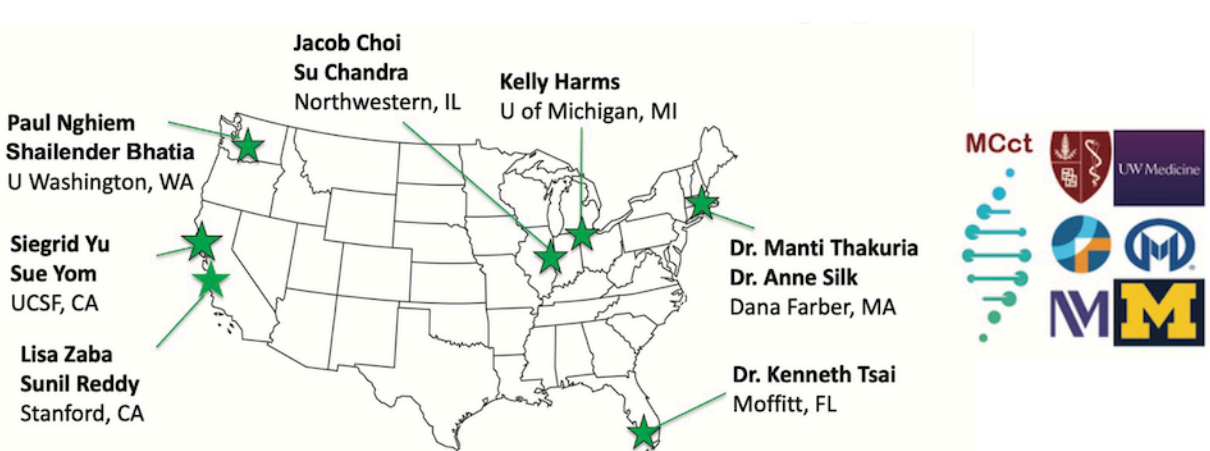 Jacob Choi
Su Chandra
Northwestern, IL
Kelly Harms
U of Michigan, MI
Paul Nghiem
Shailender Bhatia
U Washington, WA
Siegrid Yu
Sue Yom
UCSF, CA
Lisa Zaba
Sunil Reddy
Stanford, CA
Dr. Manti Thakuria
Dr. Anne Silk
Dana Farber, MA
Dr. Kenneth Tsai
Moffitt, FL
MCct
UW Medicine
M
NM
M